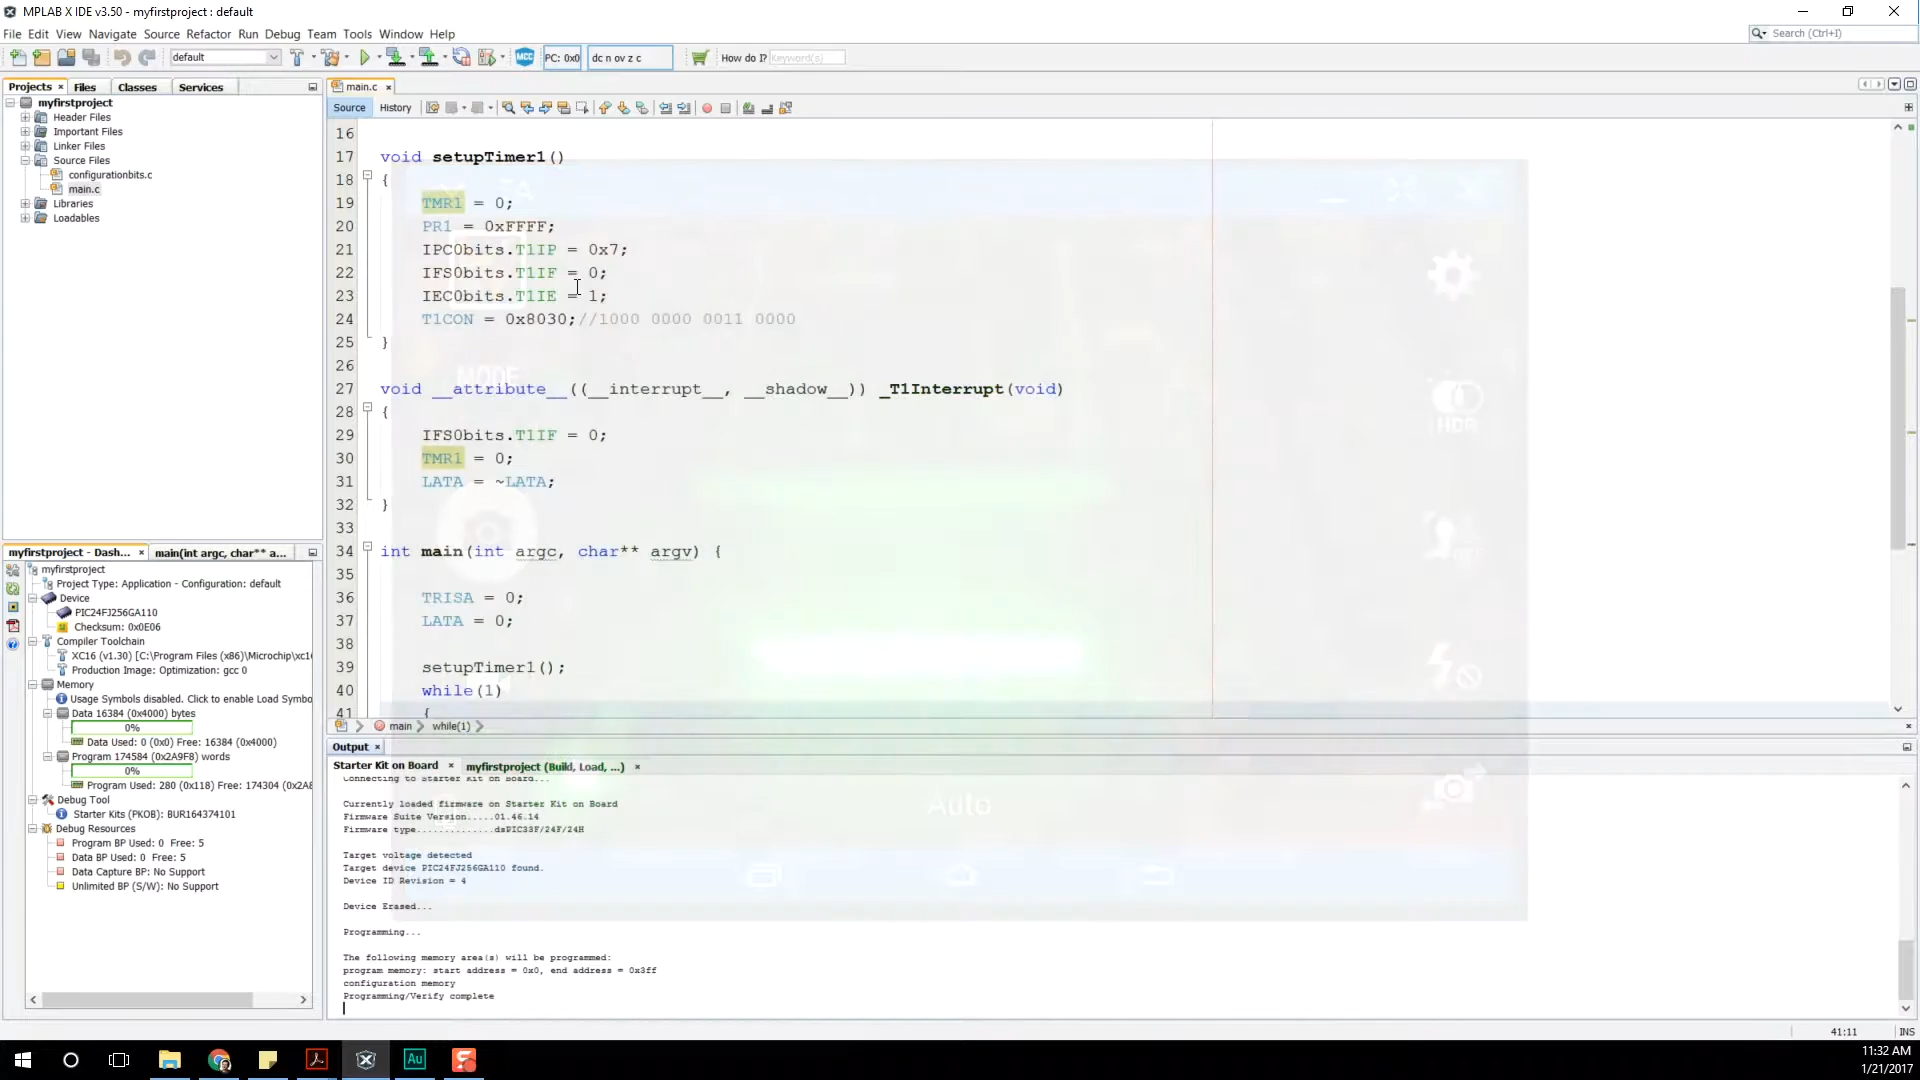 MPLAB X IDE v3.50 - myfirstproject : default
File Edit View Navigate Source Refactor Run Debug Team Tools Window Help
Search (Ctrl+I)
default
PC: 0x0
dc n ov z c
How do I?
Keyword(s)
Projects
Files
Classes
Services
myfirstproject
Header Files
Important Files
Linker Files
Source Files
configurationbits.c
main.c
Libraries
Loadables
main.c
Source
History
16
17 void setupTimer1()
18 {
19 TMR1 = 0;
20 PR1 = 0xFFFF;
21 IPC0bits.T1IP = 0x7;
22 IFS0bits.T1IF = 0;
23 IEC0bits.T1IE = 1;
24 T1CON = 0x8030;//1000 0000 0011 0000
25 }
26
27 void __attribute__((__interrupt__, __shadow__)) _T1Interrupt(void)
28 {
29 IFS0bits.T1IF = 0;
30 TMR1 = 0;
31 LATA = ~LATA;
32 }
33
34 int main(int argc, char** argv) {
35
36 TRISA = 0;
37 LATA = 0;
38
39 setupTimer1();
40 while(1)
41 {
MODE
HDR
Auto
main
while(1)
myfirstproject - Dash...
main(int argc, char** a...
myfirstproject
Project Type: Application - Configuration: default
Device
PIC24FJ256GA110
Checksum: 0x0E06
Compiler Toolchain
XC16 (v1.30) [C:\Program Files (x86)\Microchip\xc16
Production Image: Optimization: gcc 0
Memory
Usage Symbols disabled. Click to enable Load Symbo
Data 16384 (0x4000) bytes
0%
Data Used: 0 (0x0) Free: 16384 (0x4000)
Program 174584 (0x2A9F8) words
0%
Program Used: 280 (0x118) Free: 174304 (0x2A8
Debug Tool
Starter Kits (PKOB): BUR164374101
Debug Resources
Program BP Used: 0 Free: 5
Data BP Used: 0 Free: 5
Data Capture BP: No Support
Unlimited BP (S/W): No Support
Output
Starter Kit on Board
myfirstproject (Build, Load, ...)
Connecting to Starter Kit on Board...
Currently loaded firmware on Starter Kit on Board
Firmware Suite Version.....01.46.14
Firmware type..............dsPIC33F/24F/24H
Target voltage detected
Target device PIC24FJ256GA110 found.
Device ID Revision = 4
Device Erased...
Programming...
The following memory area(s) will be programmed:
program memory: start address = 0x0, end address = 0x3ff
configuration memory
Programming/Verify complete
41:11
INS
Au
11:32 AM
1/21/2017